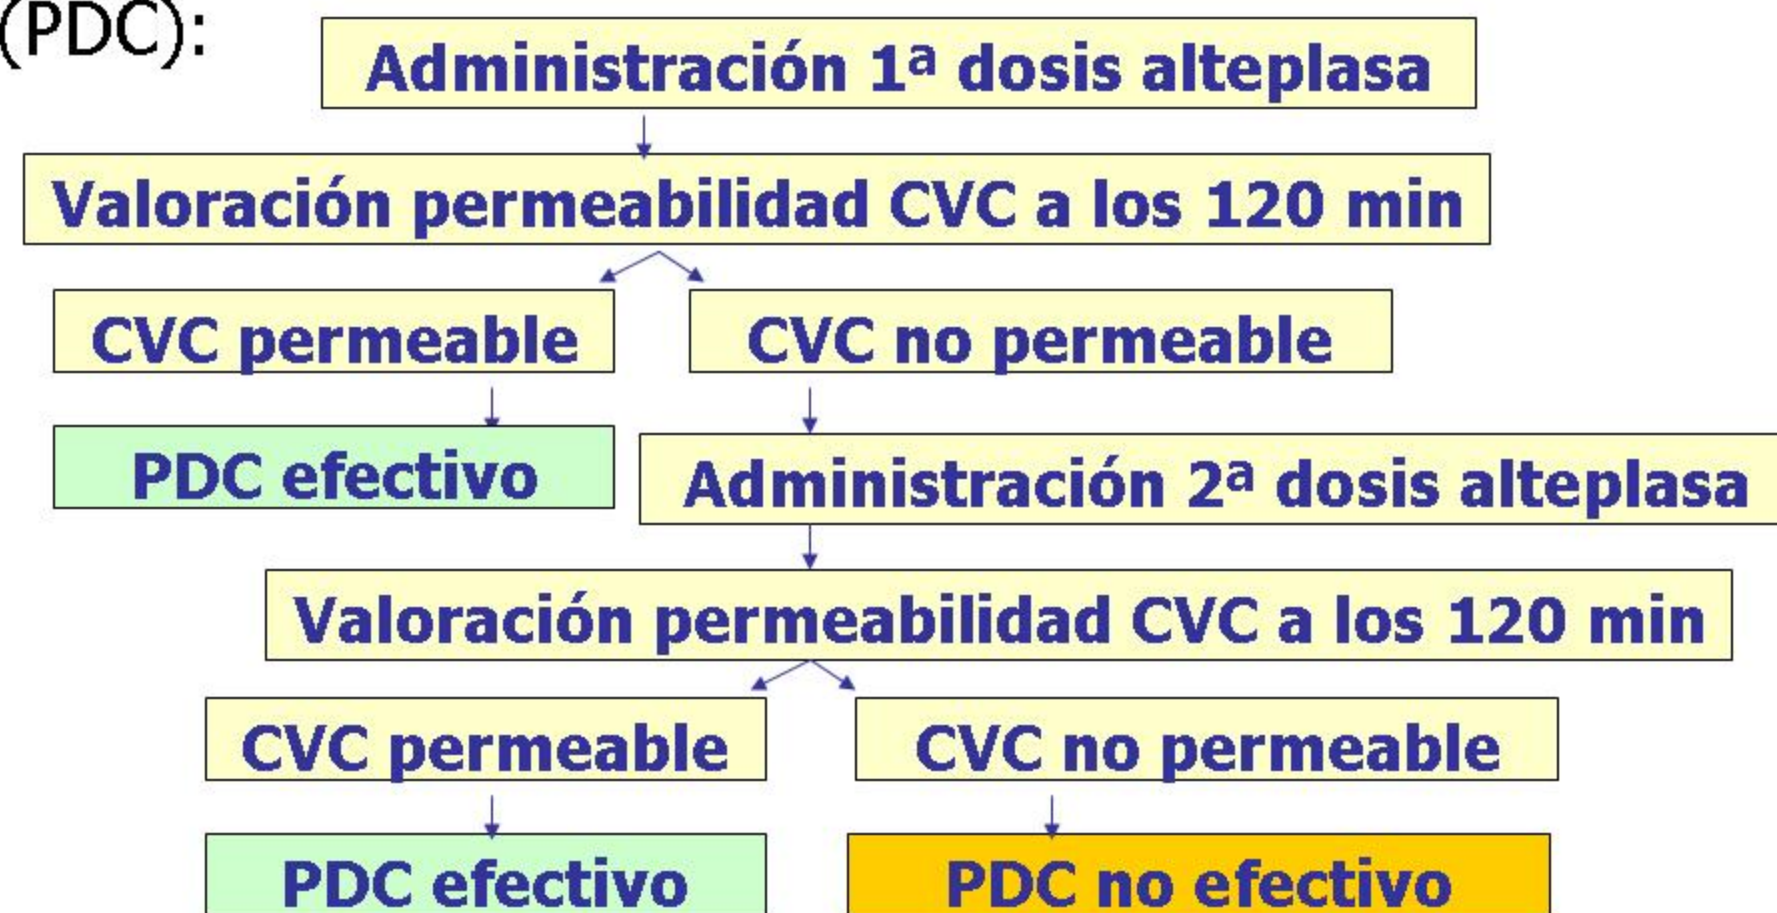 (PDC):
Administración 1ª dosis alteplasa
Valoración permeabilidad CVC a los 120 min
CVC permeable
CVC no permeable
PDC efectivo
Administración 2ª dosis alteplasa
Valoración permeabilidad CVC a los 120 min
CVC permeable
CVC no permeable
PDC efectivo
PDC no efectivo